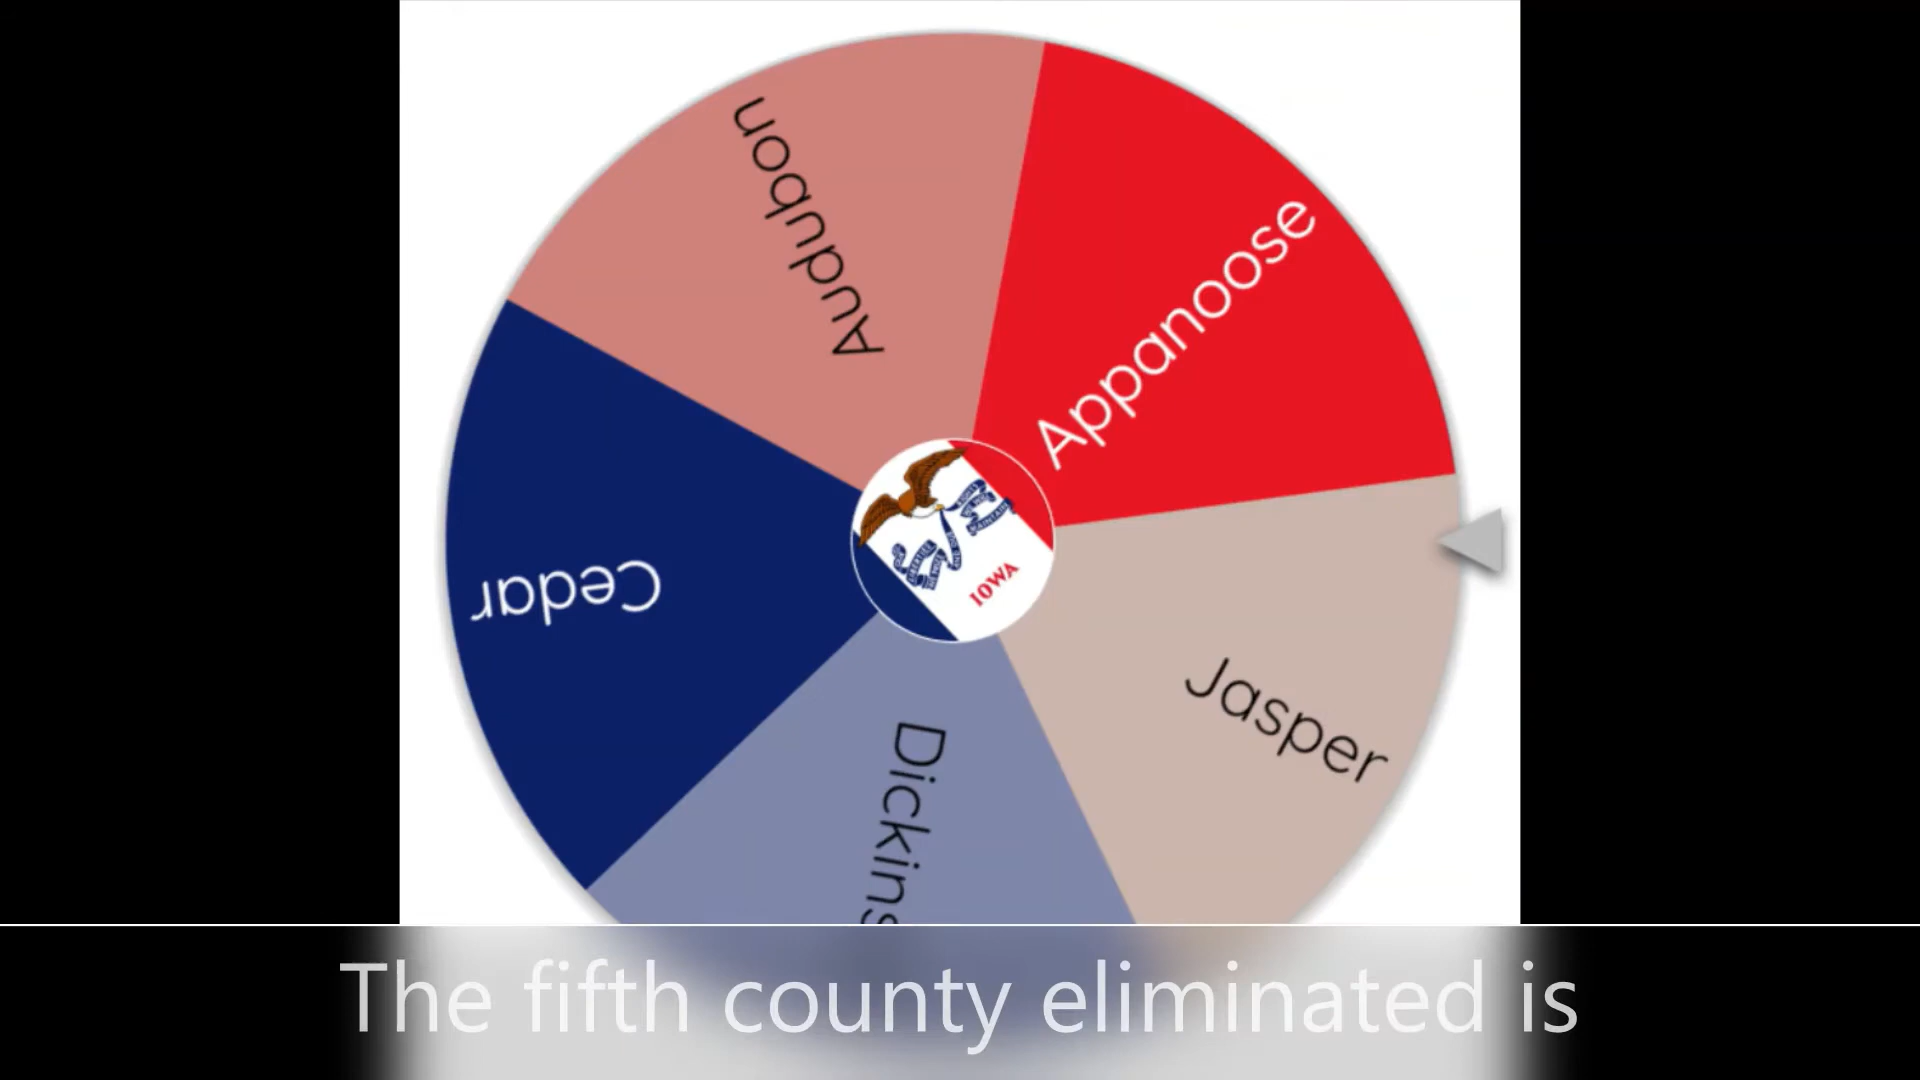 Audubon
Appanoose
Cedar
IOWA
Jasper
Dickins
The fifth county eliminated is